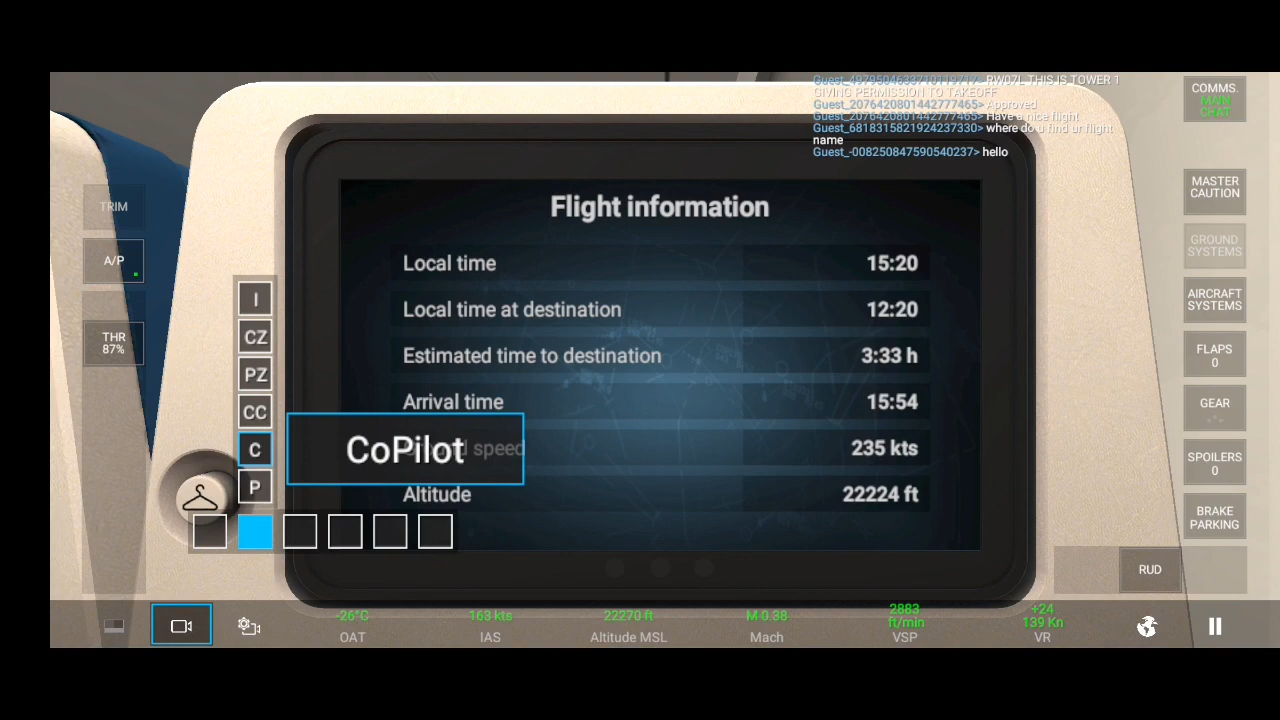 Guest_4979504633710119717> RW07L THIS IS TOWER 1
GIVING PERMISSION TO TAKEOFF
Guest_2076420801442777465> Approved
Guest_2076420801442777465> Have a nice flight
Guest_6818315821924237330> where do u find ur flight
name
Guest_-008250847590540237> hello
COMMS.
MAIN
CHAT
Flight information
TRIM
MASTER
CAUTION
A/P
Local time 15:20
GROUND
SYSTEMS
I
Local time at destination 12:20
AIRCRAFT
SYSTEMS
THR
87%
CZ
Estimated time to destination 3:33 h
FLAPS
0
PZ
CC
Arrival time 15:54
GEAR
C
CoPilot
speed 235 kts
SPOILERS
0
P
Altitude 22224 ft
BRAKE
PARKING
RUD
-26°C
OAT
163 kts
IAS
22270 ft
Altitude MSL
M 0.38
Mach
2883
ft/min
VSP
+24
139 Kn
VR